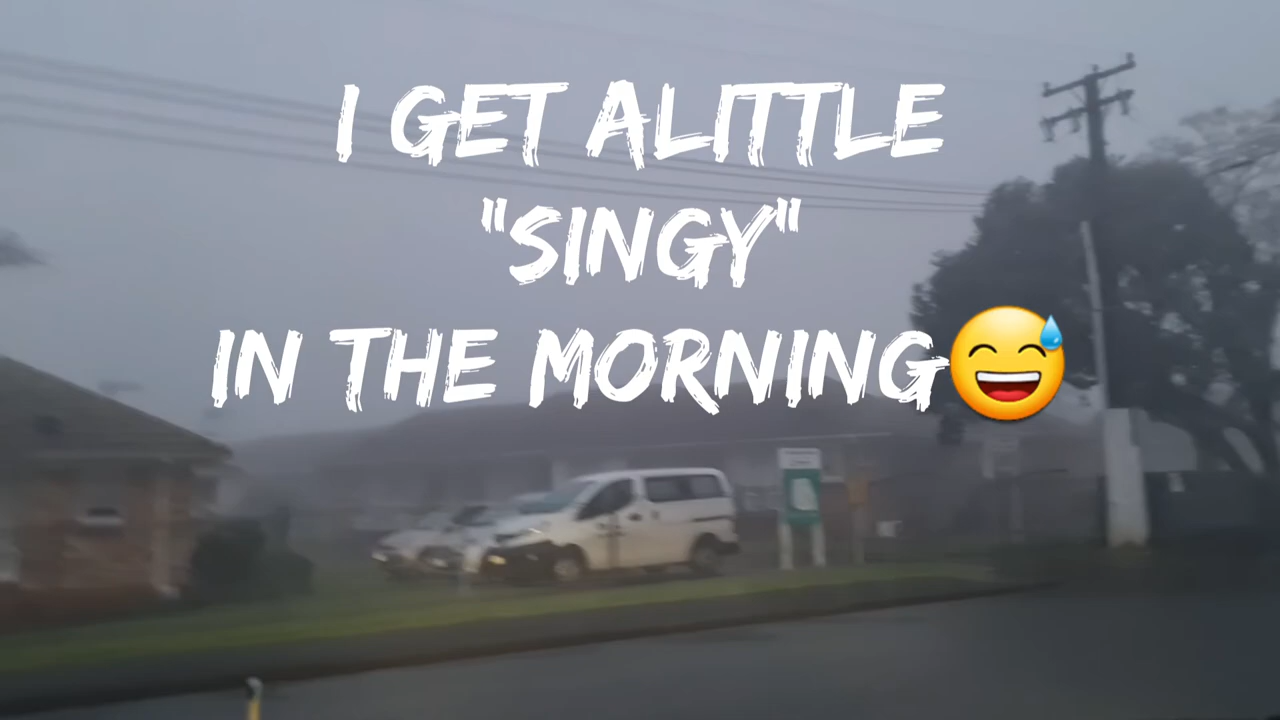 I GET ALITTLE
"SINGY"
IN THE MORNING😅